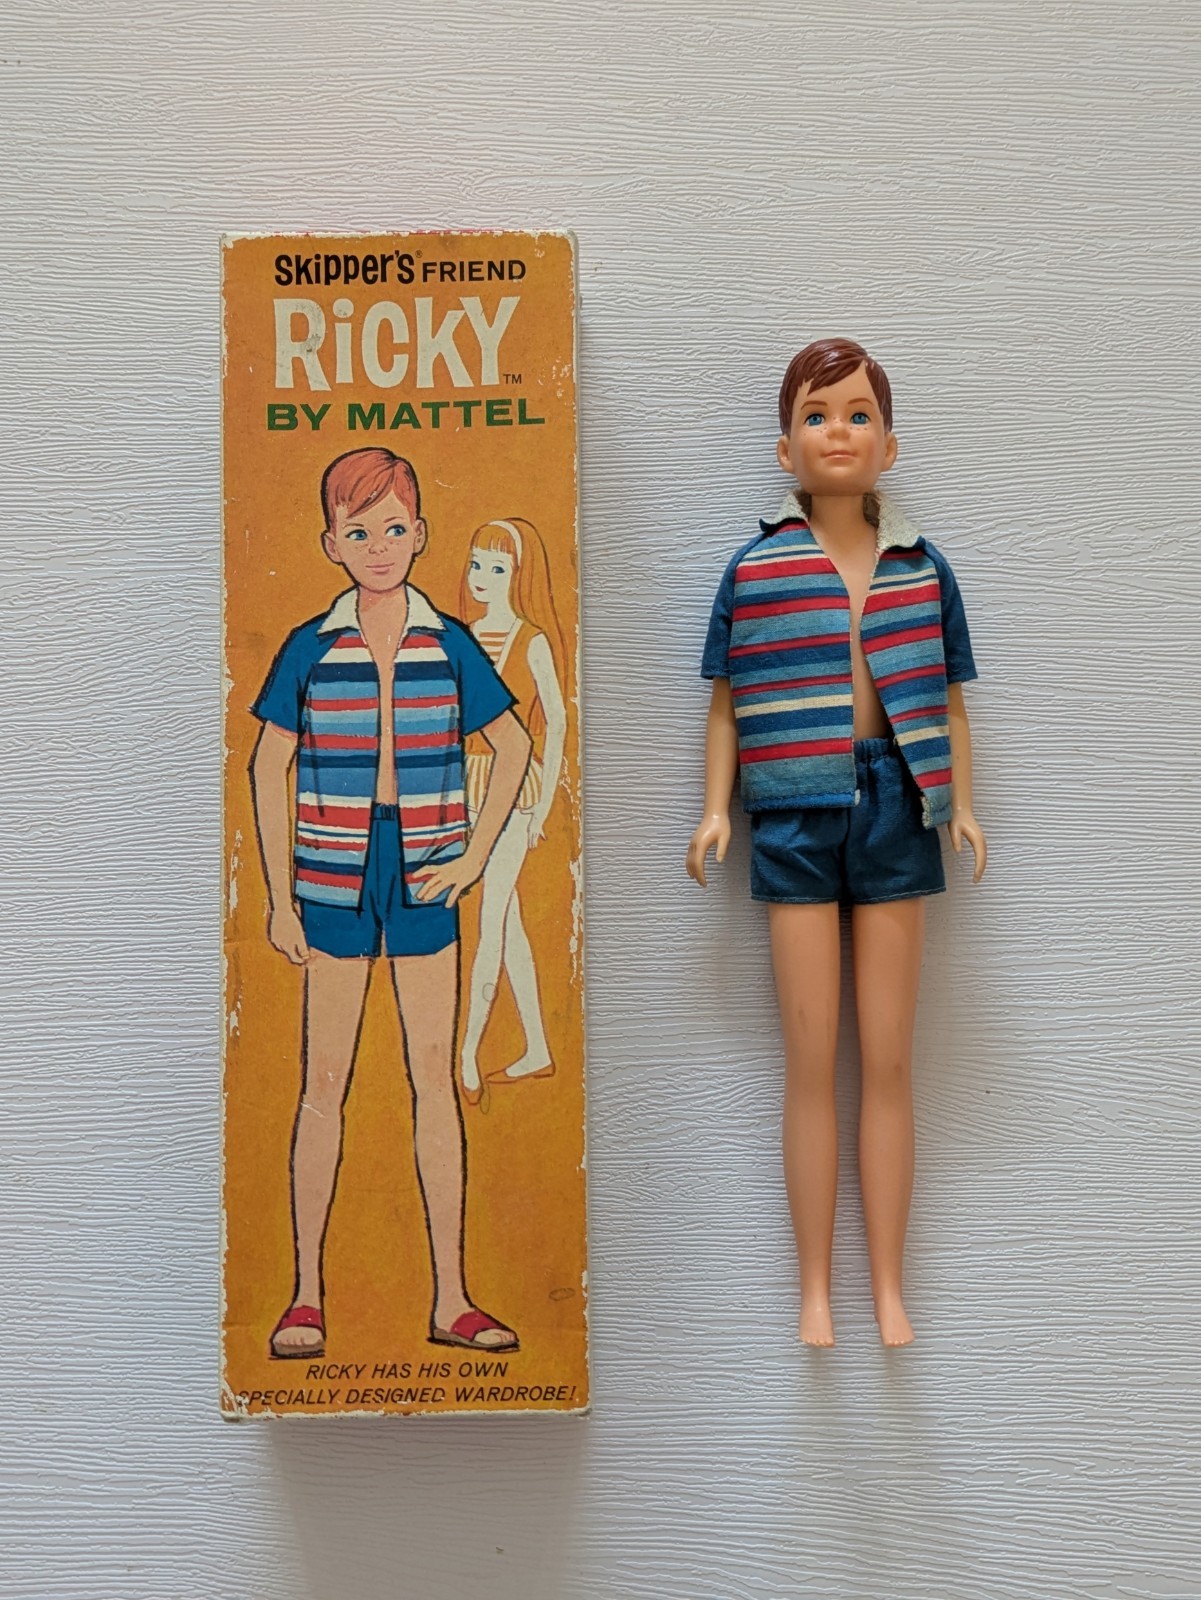 SKipper's® FRIEND
RiCKY™
BY MATTEL
RICKY HAS HIS OWN
SPECIALLY DESIGNED WARDROBE!